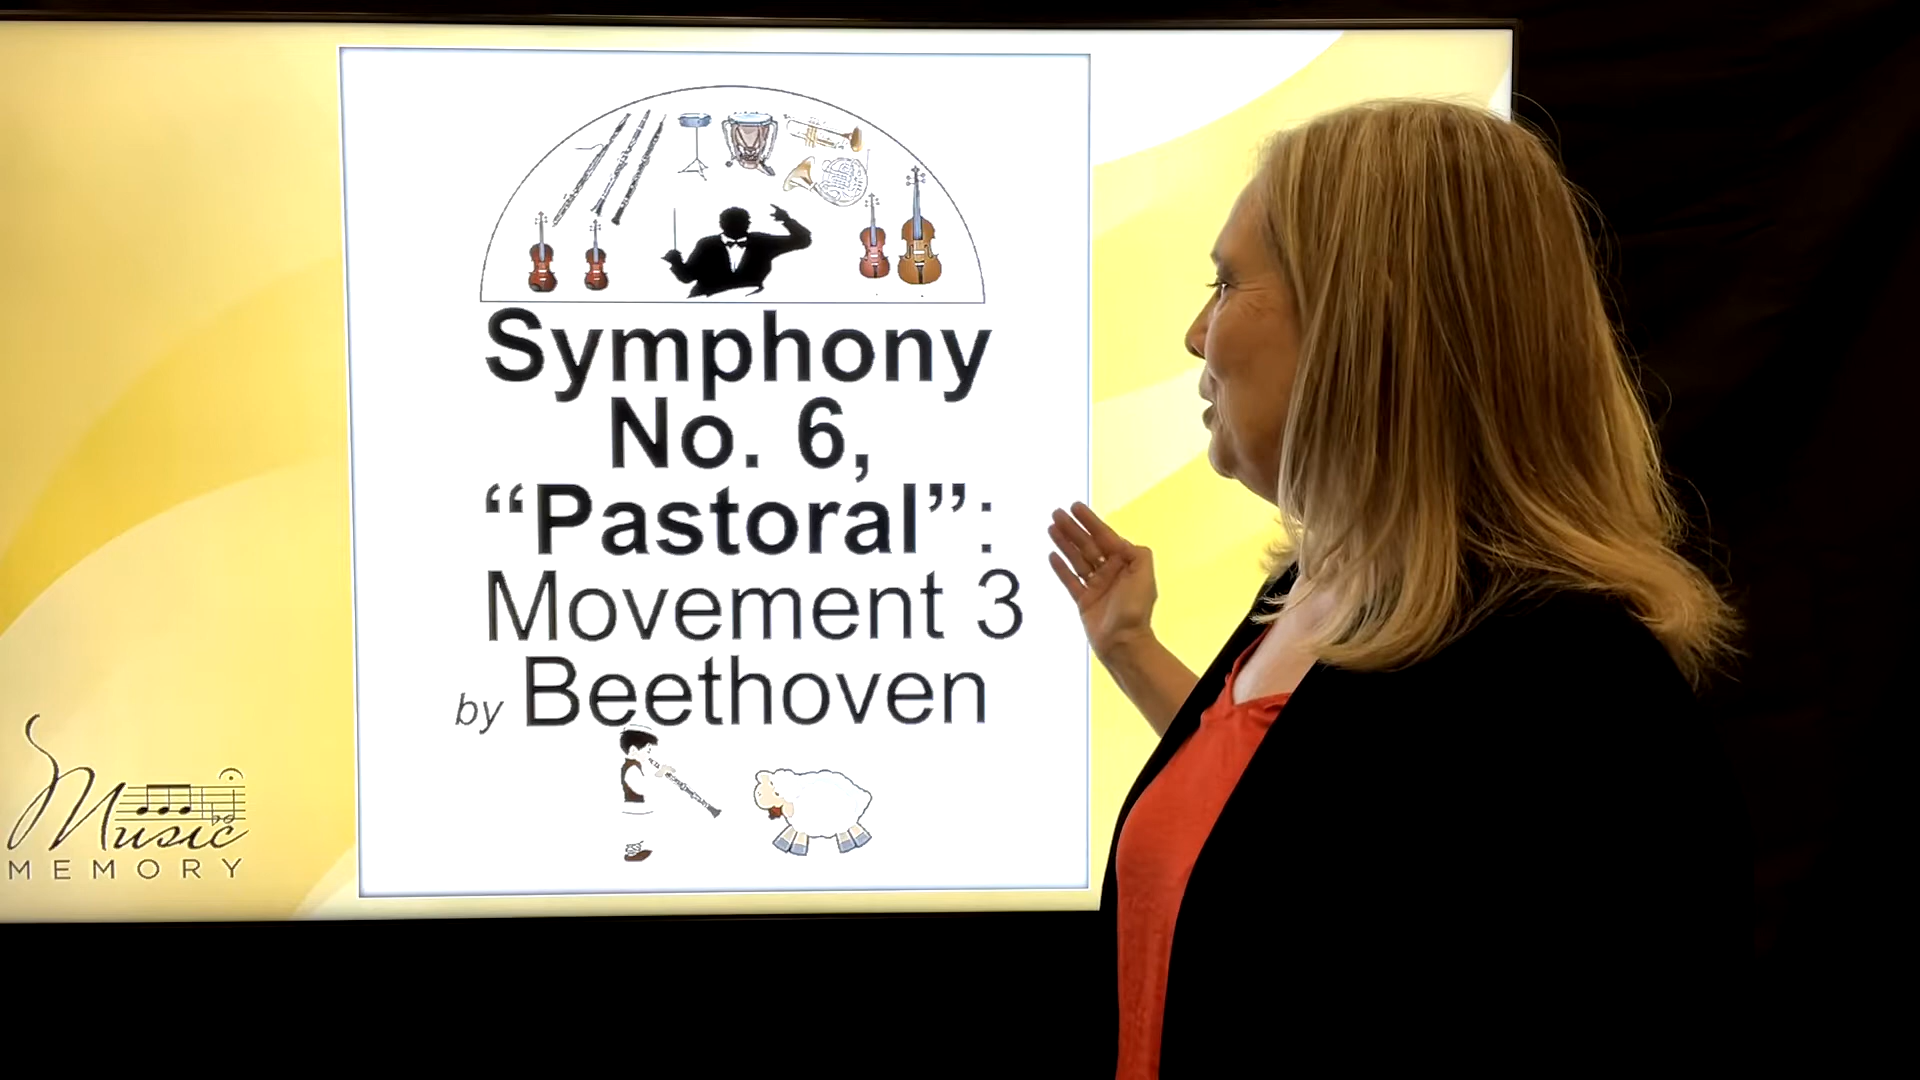 Symphony
No. 6,
“Pastoral”:
Movement 3
by Beethoven
Music
MEMORY